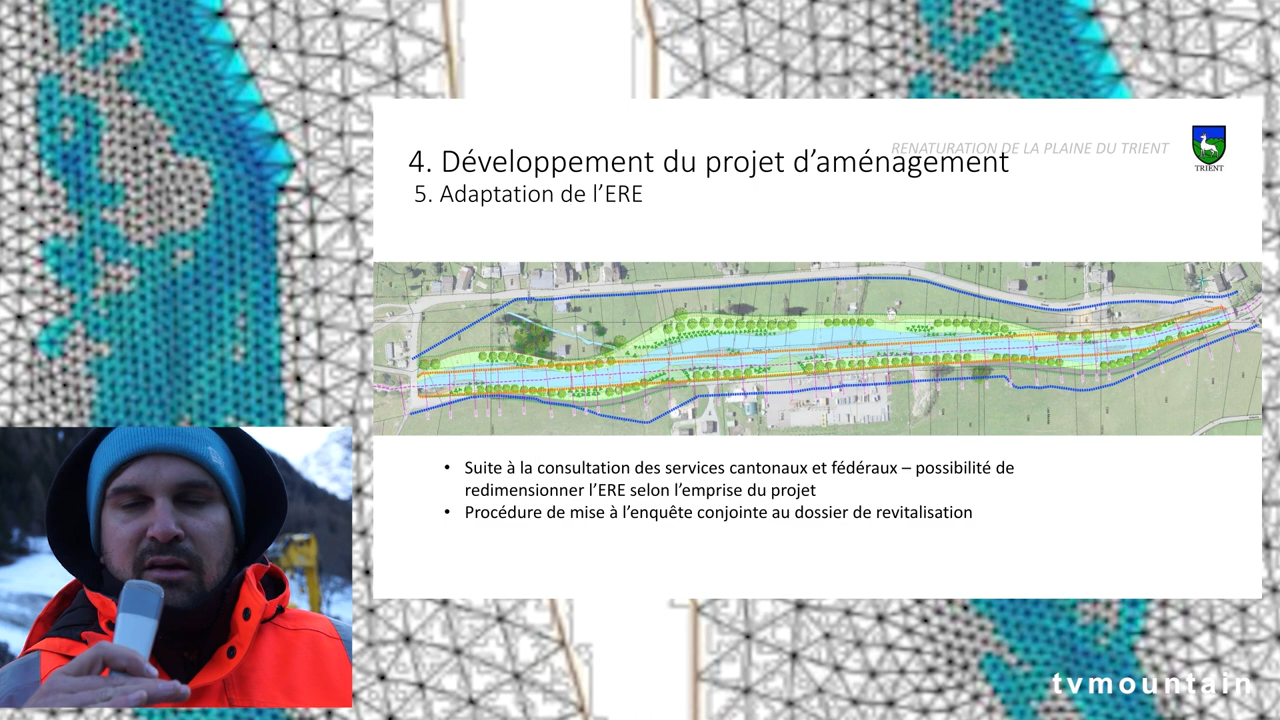 RENATURATION DE LA PLAINE DU TRIENT
4. Développement du projet d’aménagement
TRIENT
5. Adaptation de l’ERE
• Suite à la consultation des services cantonaux et fédéraux – possibilité de
redimensionner l’ERE selon l’emprise du projet
• Procédure de mise à l’enquête conjointe au dossier de revitalisation
tvmountain